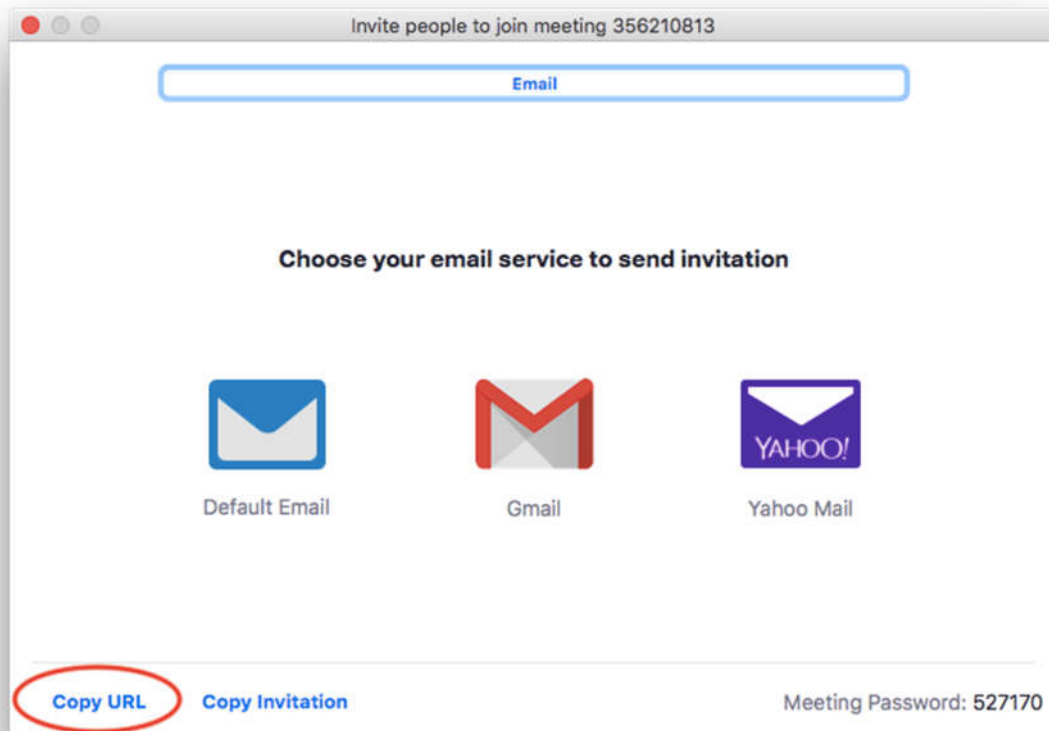 Invite people to join meeting 356210813
Email
Choose your email service to send invitation
YAHOO!
Default Email Gmail Yahoo Mail
Copy URL Copy Invitation Meeting Password: 527170